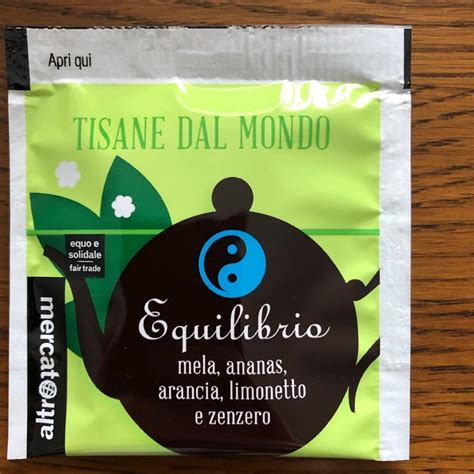 Apri qui
TISANE DAL MONDO
equo e
solidale
fair trade
altromercato
Equilibrio
mela, ananas,
arancia, limonetto
e zenzero